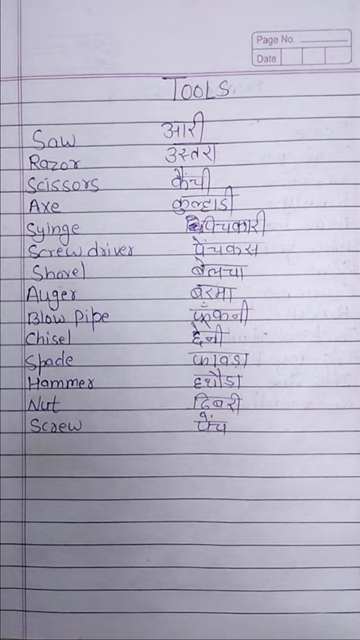 Page No.
Date
TOOLS
Saw आरी
Razor उस्तरा
Scissors कैंची
Axe कुल्हाडी
Syinge पिचकारी
Screw driver पेंचकस
Shovel बेलचा
Auger बरमा
Blow Pipe फूँकनी
Chisel छेनी
Spade फावड़ा
Hammer हथौडा
Nut ढिबरी
Screw पेंच